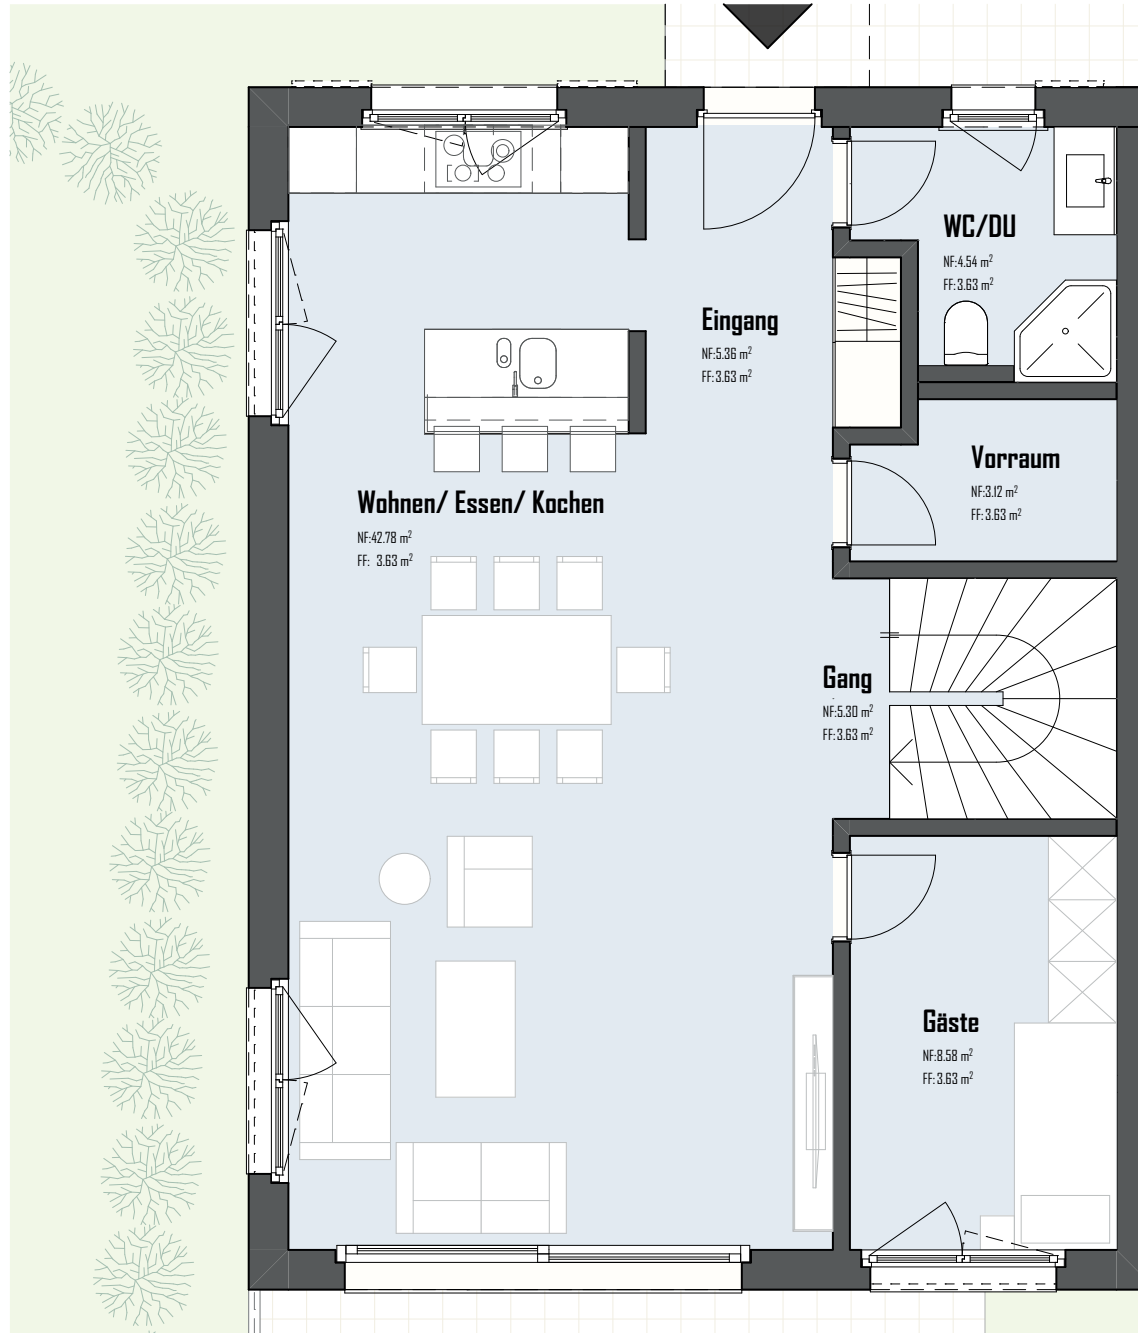 WC/DU
NF:4.54 m²
FF:3.63 m²
Eingang
NF:5.36 m²
FF:3.63 m²
Vorraum
NF:3.12 m²
FF:3.63 m²
Wohnen/ Essen/ Kochen
NF:42.78 m²
FF: 3.63 m²
Gang
NF:5.30 m²
FF:3.63 m²
Gäste
NF:8.58 m²
FF:3.63 m²